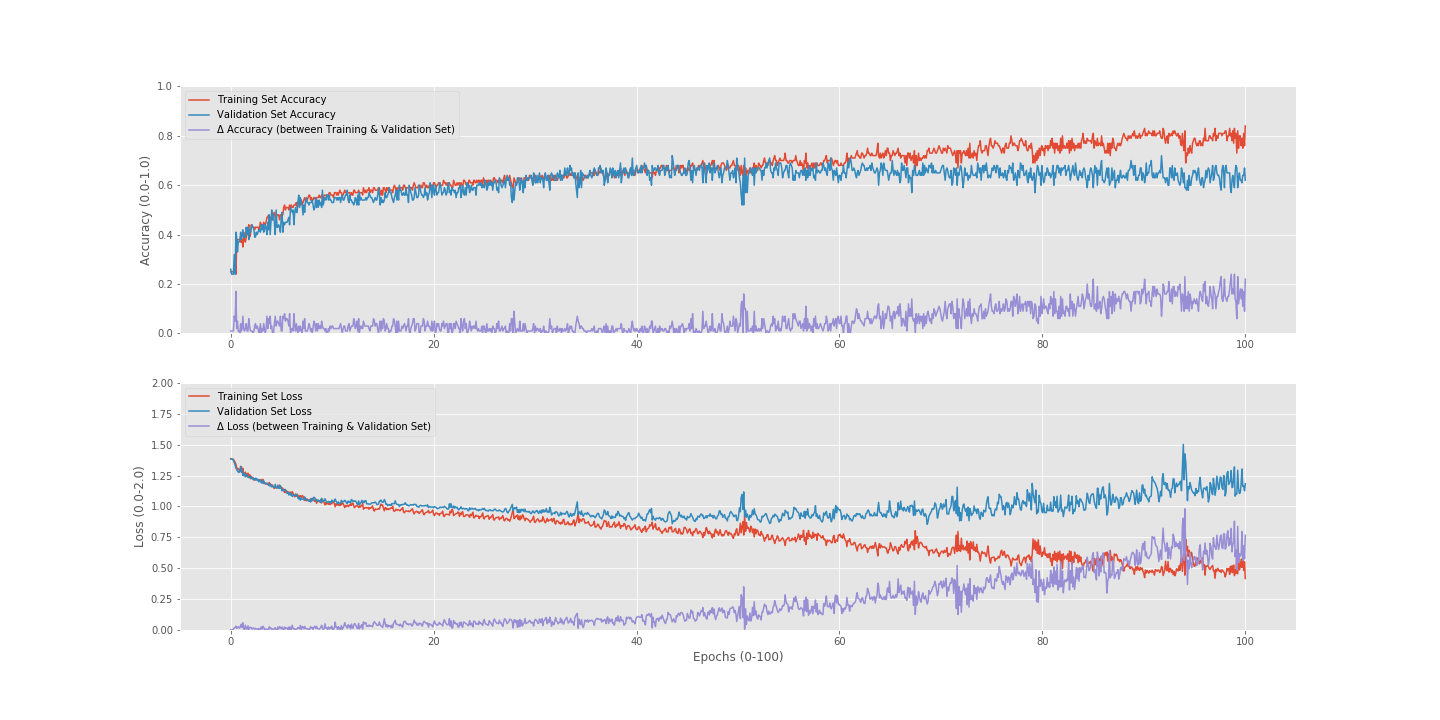 1.0
Training Set Accuracy
Validation Set Accuracy
Δ Accuracy (between Training & Validation Set)
0.8
0.6
0.4
0.2
0.0
Accuracy (0.0-1.0)
0 20 40 60 80 100
2.00
Training Set Loss
Validation Set Loss
Δ Loss (between Training & Validation Set)
1.75
1.50
1.25
1.00
0.75
0.50
0.25
0.00
Loss (0.0-2.0)
0 20 40 60 80 100
Epochs (0-100)